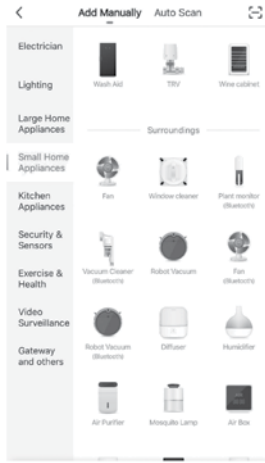 Add Manually Auto Scan
Electrician
Lighting
Large Home
Appliances
Small Home
Appliances
Kitchen
Appliances
Security &
Sensors
Exercise &
Health
Video
Surveillance
Gateway
and others
Wash Aid TRV Wine cabinet
Surroundings
Fan Window cleaner Plant monitor
(Bluetooth)
Vacuum Cleaner Robot Vacuum Fan
(Bluetooth) (Bluetooth)
Robot Vacuum Diffuser Humidifier
(Bluetooth)
Air Purifier Mosquito Lamp Air Box